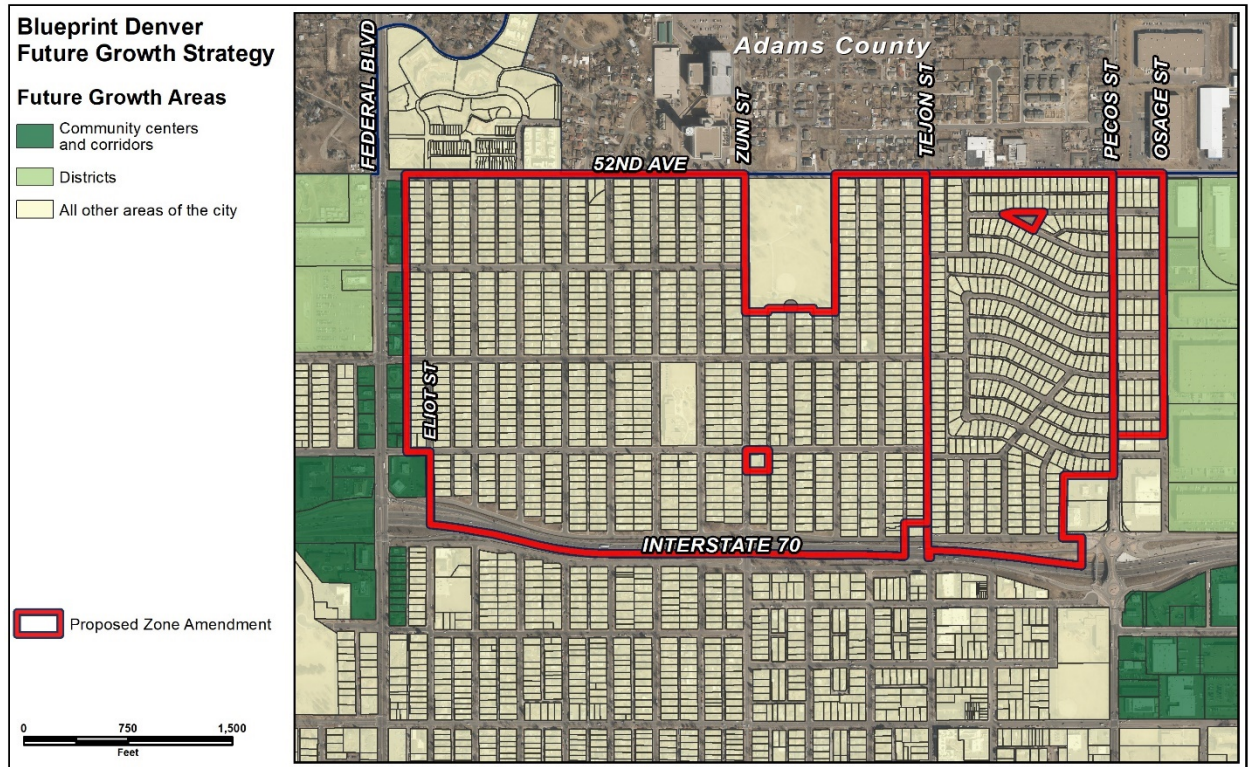 Blueprint Denver
Future Growth Strategy
Future Growth Areas
Community centers
and corridors
Districts
All other areas of the city
Proposed Zone Amendment
0 750 1,500
Feet
Adams County
FEDERAL BLVD
ZUNI ST
TEJON ST
PECOS ST
OSAGE ST
52ND AVE
ELIOT ST
INTERSTATE 70